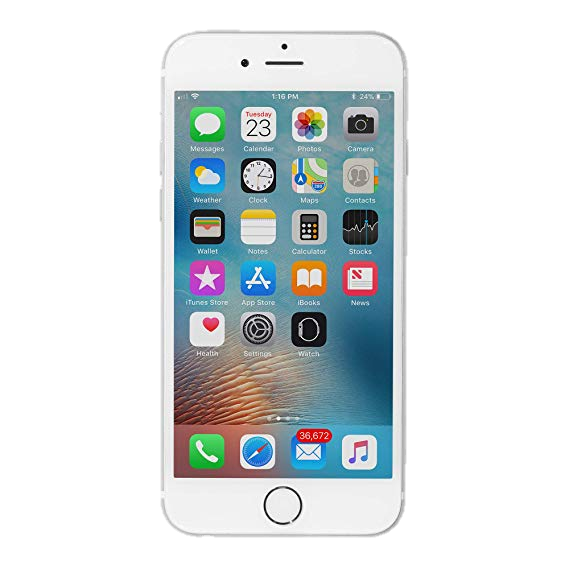 1:16 PM 24%
Tuesday
23
Messages Calendar Photos Camera
280
Weather Clock Maps Contacts
Wallet Notes Calculator Stocks
iTunes Store App Store iBooks News
Health Settings Watch
36,672